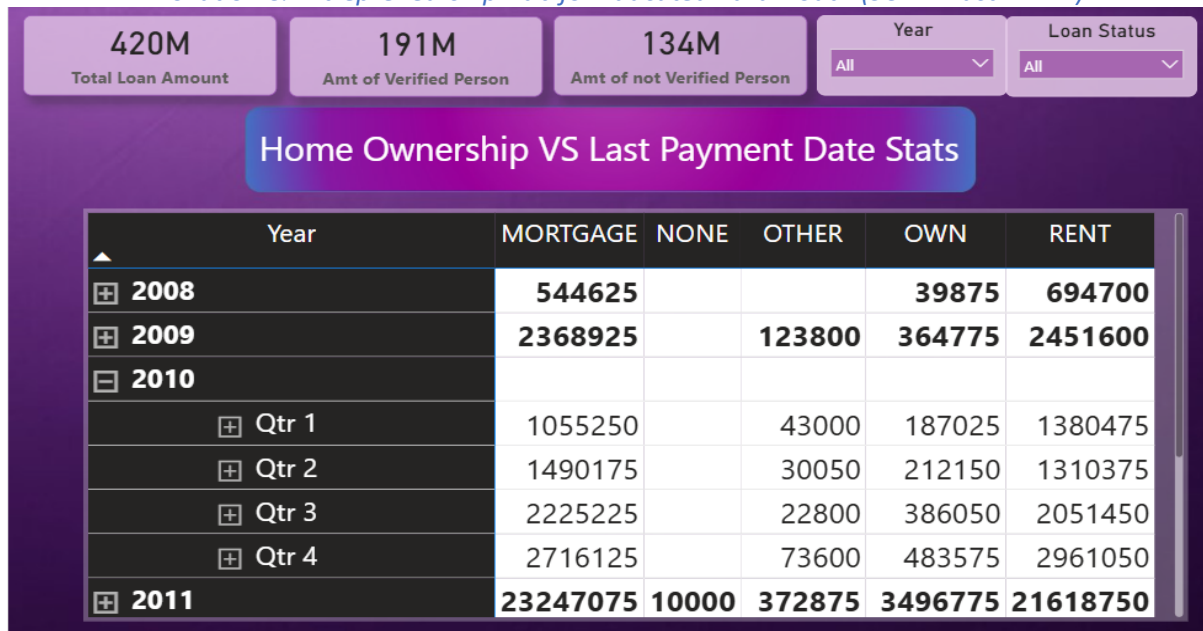 420M
Total Loan Amount
191M
Amt of Verified Person
134M
Amt of not Verified Person
Year
All
Loan Status
All
Home Ownership VS Last Payment Date Stats
Year MORTGAGE NONE OTHER OWN RENT
2008 544625 39875 694700
2009 2368925 123800 364775 2451600
2010
Qtr 1 1055250 43000 187025 1380475
Qtr 2 1490175 30050 212150 1310375
Qtr 3 2225225 22800 386050 2051450
Qtr 4 2716125 73600 483575 2961050
2011 23247075 10000 372875 3496775 21618750